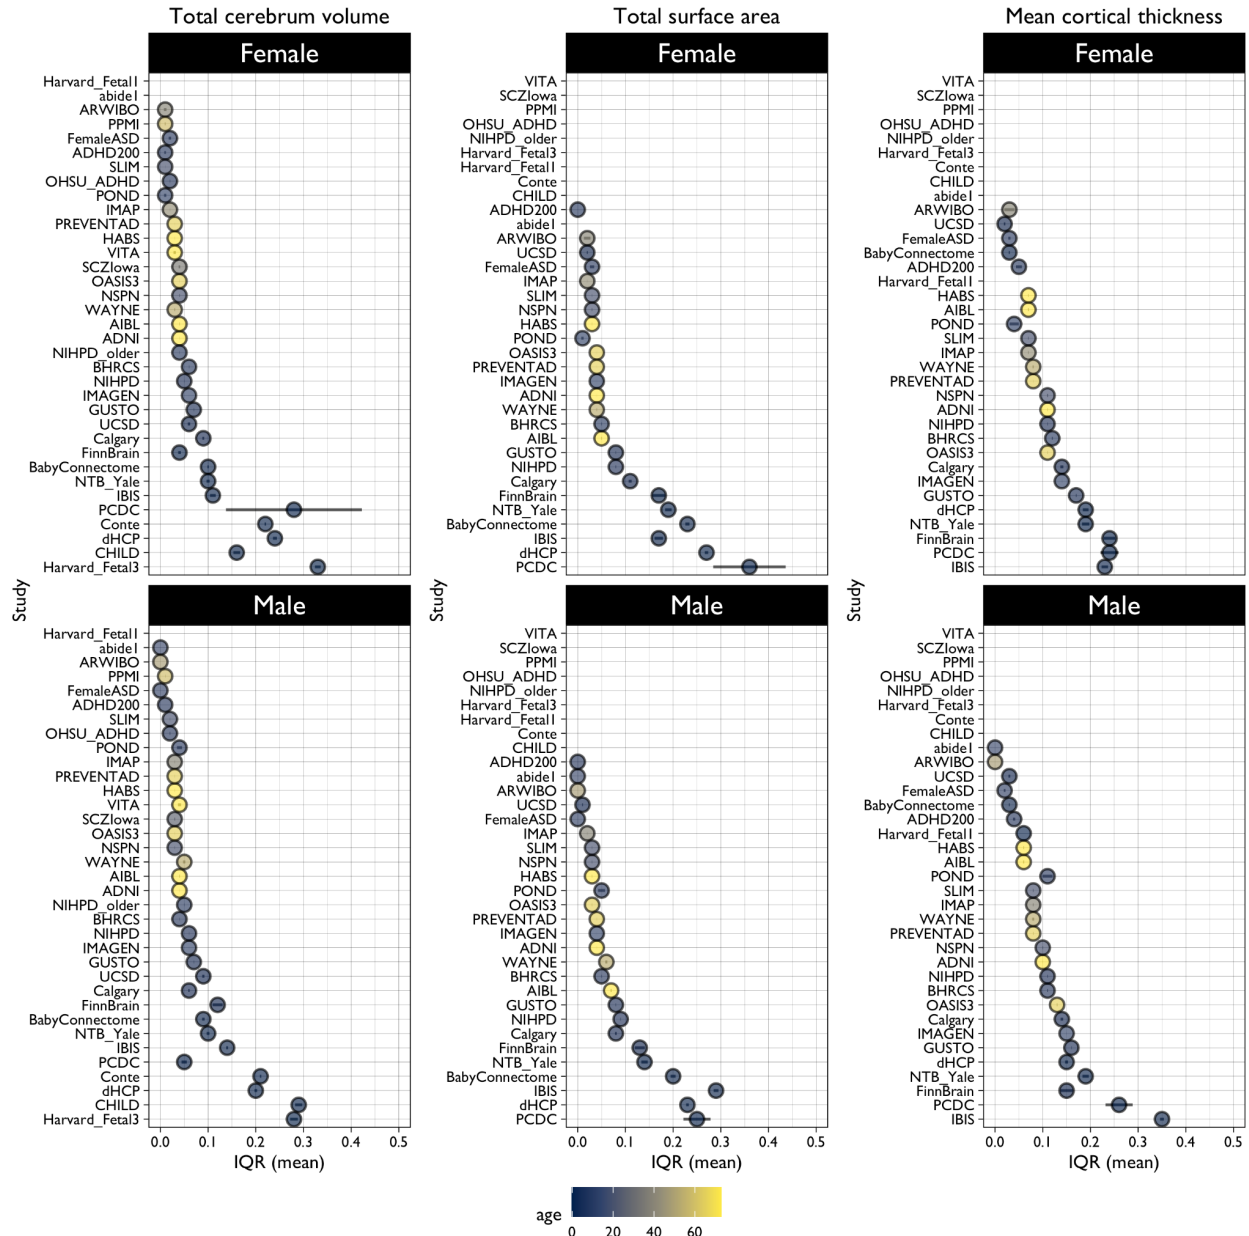 Total cerebrum volume
Female
Harvard_Fetal1
abide1
ARWIBO
PPMI
FemaleASD
ADHD200
SLIM
OHSU_ADHD
POND
IMAP
PREVENTAD
HABS
VITA
SCZIowa
OASIS3
NSPN
WAYNE
AIBL
ADNI
NIHPD_older
BHRCS
NIHPD
IMAGEN
GUSTO
UCSD
Calgary
FinnBrain
BabyConnectome
NTB_Yale
IBIS
PCDC
Conte
dHCP
CHILD
Harvard_Fetal3
Study
Male
Harvard_Fetal1
abide1
ARWIBO
PPMI
FemaleASD
ADHD200
SLIM
OHSU_ADHD
POND
IMAP
PREVENTAD
HABS
VITA
SCZIowa
OASIS3
NSPN
WAYNE
AIBL
ADNI
NIHPD_older
BHRCS
NIHPD
IMAGEN
GUSTO
UCSD
Calgary
FinnBrain
BabyConnectome
NTB_Yale
IBIS
PCDC
Conte
dHCP
CHILD
Harvard_Fetal3
0.0 0.1 0.2 0.3 0.4 0.5
IQR (mean)
Total surface area
Female
VITA
SCZIowa
PPMI
OHSU_ADHD
NIHPD_older
Harvard_Fetal3
Harvard_Fetal1
Conte
CHILD
ADHD200
abide1
ARWIBO
UCSD
FemaleASD
IMAP
SLIM
NSPN
HABS
POND
OASIS3
PREVENTAD
IMAGEN
ADNI
WAYNE
BHRCS
AIBL
GUSTO
NIHPD
Calgary
FinnBrain
NTB_Yale
BabyConnectome
IBIS
dHCP
PCDC
Study
Male
VITA
SCZIowa
PPMI
OHSU_ADHD
NIHPD_older
Harvard_Fetal3
Harvard_Fetal1
Conte
CHILD
ADHD200
abide1
ARWIBO
UCSD
FemaleASD
IMAP
SLIM
NSPN
HABS
POND
OASIS3
PREVENTAD
IMAGEN
ADNI
WAYNE
BHRCS
AIBL
GUSTO
NIHPD
Calgary
FinnBrain
NTB_Yale
BabyConnectome
IBIS
dHCP
PCDC
0.0 0.1 0.2 0.3 0.4 0.5
IQR (mean)
Mean cortical thickness
Female
VITA
SCZIowa
PPMI
OHSU_ADHD
NIHPD_older
Harvard_Fetal3
Harvard_Fetal1
Conte
CHILD
abide1
ARWIBO
UCSD
FemaleASD
BabyConnectome
ADHD200
Harvard_Fetal1
HABS
AIBL
POND
SLIM
IMAP
WAYNE
PREVENTAD
NSPN
ADNI
NIHPD
BHRCS
OASIS3
Calgary
IMAGEN
GUSTO
dHCP
NTB_Yale
FinnBrain
PCDC
IBIS
Study
Male
VITA
SCZIowa
PPMI
OHSU_ADHD
NIHPD_older
Harvard_Fetal3
Harvard_Fetal1
Conte
CHILD
abide1
ARWIBO
UCSD
FemaleASD
BabyConnectome
ADHD200
Harvard_Fetal1
HABS
AIBL
POND
SLIM
IMAP
WAYNE
PREVENTAD
NSPN
ADNI
NIHPD
BHRCS
OASIS3
Calgary
IMAGEN
GUSTO
dHCP
NTB_Yale
FinnBrain
PCDC
IBIS
0.0 0.1 0.2 0.3 0.4 0.5
IQR (mean)
age
0 20 40 60